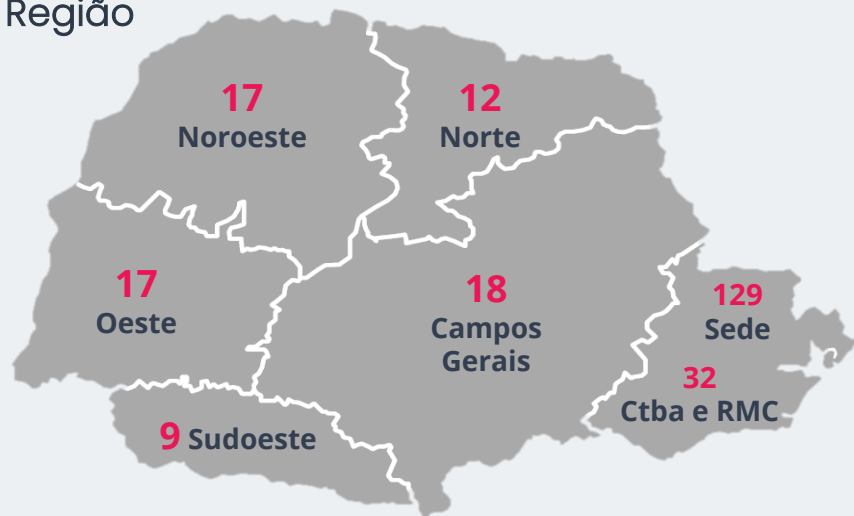 Região
17
Noroeste
12
Norte
17
Oeste
18
Campos
Gerais
129
Sede
32
Ctba e RMC
9 Sudoeste